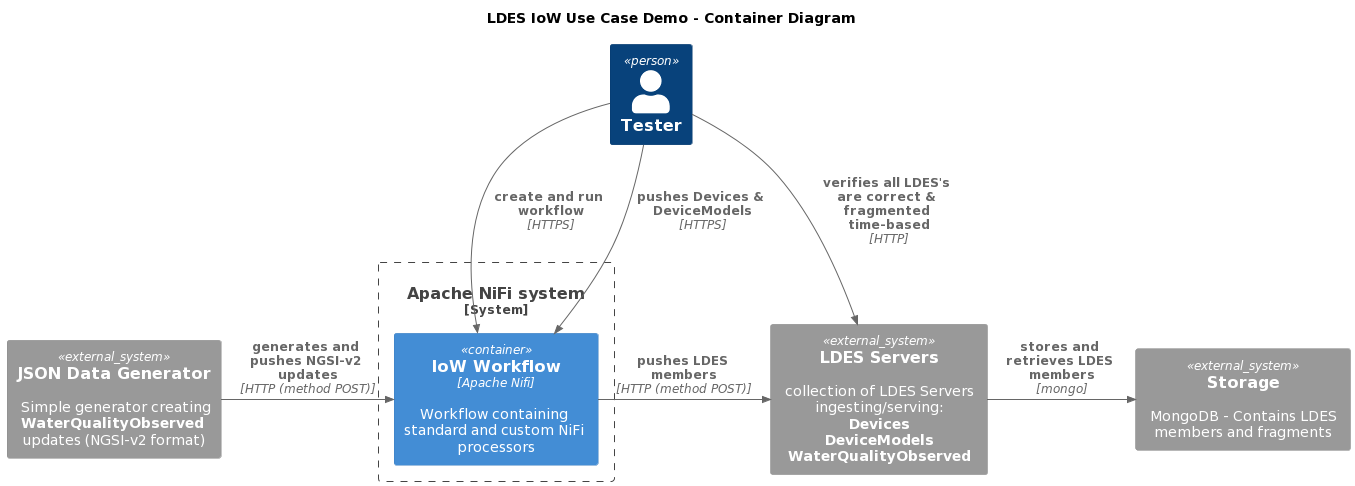 LDES IoW Use Case Demo - Container Diagram
«person»
Tester
create and run
workflow
[HTTPS]
pushes Devices &
DeviceModels
[HTTPS]
verifies all LDES's
are correct &
fragmented
time-based
[HTTP]
Apache NiFi system
[System]
«external_system»
JSON Data Generator
Simple generator creating
WaterQualityObserved
updates (NGSI-v2 format)
generates and
pushes NGSI-v2
updates
[HTTP (method POST)]
«container»
IoW Workflow
[Apache Nifi]
Workflow containing
standard and custom NiFi
processors
pushes LDES
members
[HTTP (method POST)]
«external_system»
LDES Servers
collection of LDES Servers
ingesting/serving:
Devices
DeviceModels
WaterQualityObserved
stores and
retrieves LDES
members
[mongo]
«external_system»
Storage
MongoDB - Contains LDES
members and fragments